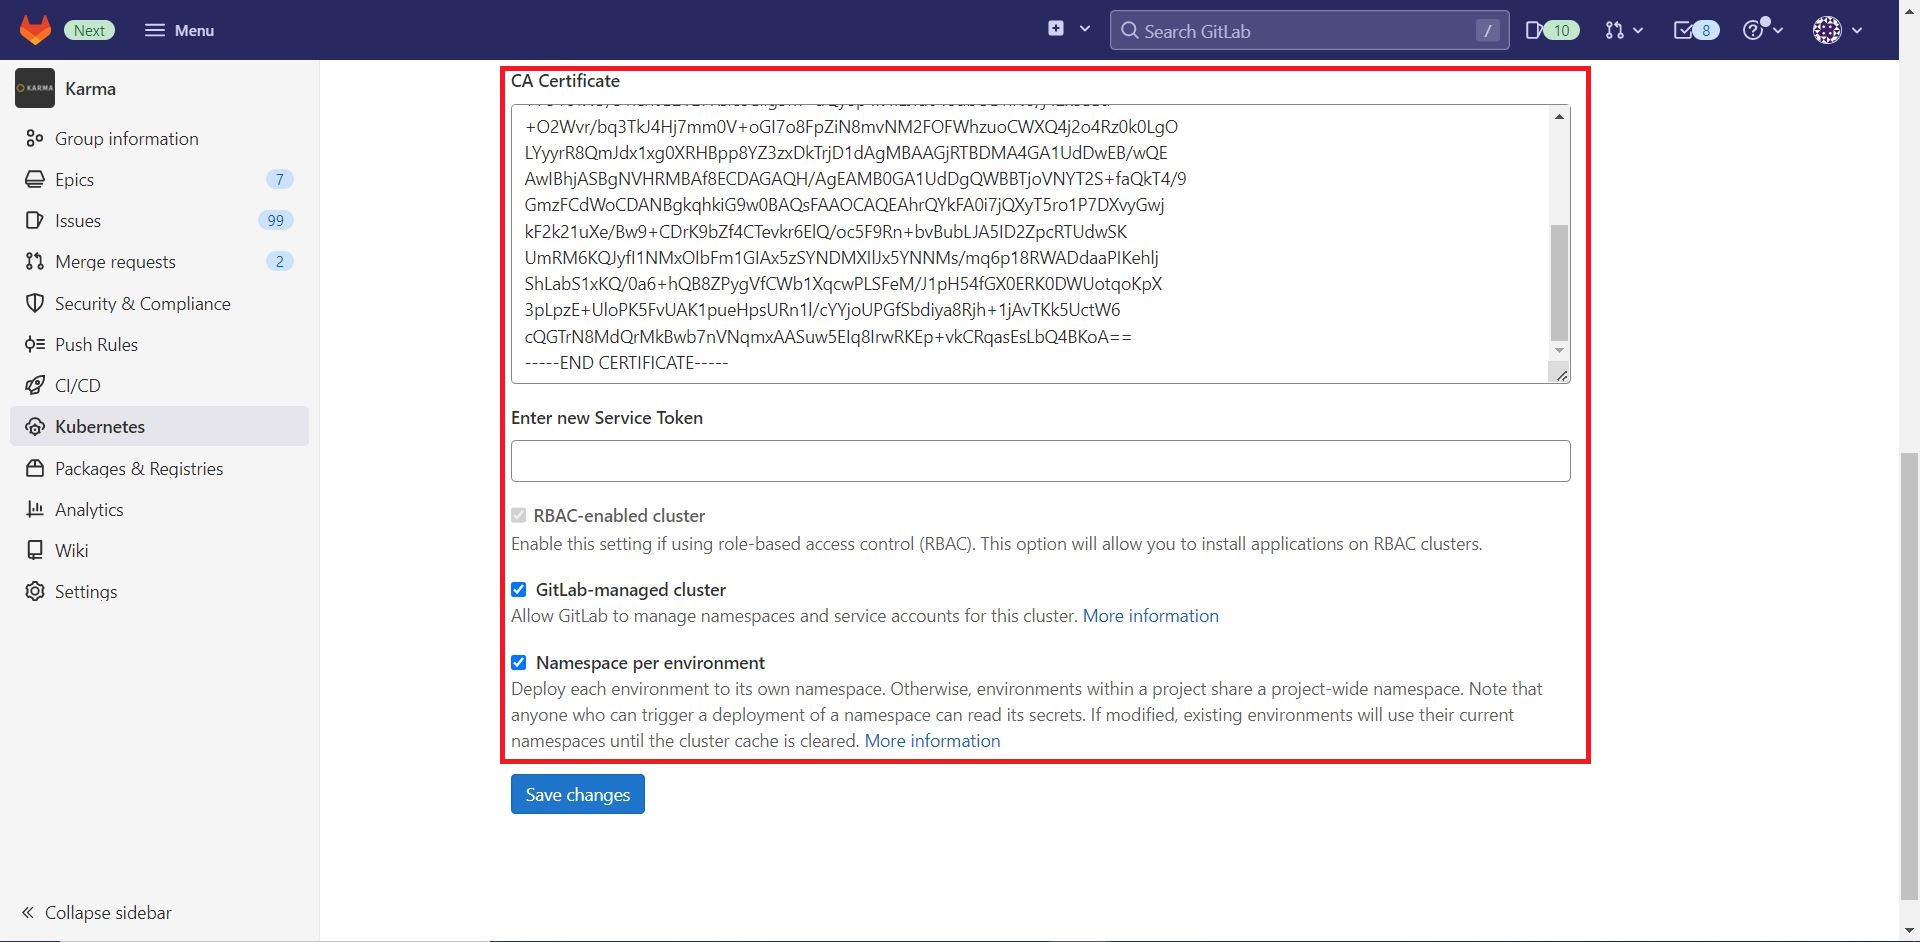 Next
Menu
Search GitLab
/
10
8
KARMA
Karma
Group information
Epics
7
Issues
99
Merge requests
2
Security & Compliance
Push Rules
CI/CD
Kubernetes
Packages & Registries
Analytics
Wiki
Settings
Collapse sidebar
CA Certificate
+O2Wvr/bq3TkJ4Hj7mm0V+oGI7o8FpZiN8mvNM2FOFWhzuoCWXQ4j2o4Rz0k0LgO
LYyyrR8QmJdx1xg0XRHBpp8YZ3zxDkTrjD1dAgMBAAGjRTBDMA4GA1UdDwEB/wQE
AwIBhjASBgNVHRMBAf8ECDAGAQH/AgEAMB0GA1UdDgQWBBTjoVNYT2S+faQkT4/9
GmzFCdWoCDANBgkqhkiG9w0BAQsFAAOCAQEAhrQYkFA0i7jQXyT5ro1P7DXvyGwj
kF2k21uXe/Bw9+CDrK9bZf4CTevkr6ElQ/oc5F9Rn+bvBubLJA5ID2ZpcRTUdwSK
UmRM6KQJyfI1NMxOIbFm1GIAx5zSYNDMXIlJx5YNNMs/mq6p18RWADdaaPIKehlj
ShLabS1xKQ/0a6+hQB8ZPygVfCWb1XqcwPLSFeM/J1pH54fGX0ERK0DWUotqoKpX
3pLpzE+UloPK5FvUAK1pueHpsURn1l/cYYjoUPGfSbdiya8Rjh+1jAvTKk5UctW6
cQGTrN8MdQrMkBwb7nVNqmxAASuw5EIq8IrwRKEp+vkCRqasEsLbQ4BKoA==
-----END CERTIFICATE-----
Enter new Service Token
RBAC-enabled cluster
Enable this setting if using role-based access control (RBAC). This option will allow you to install applications on RBAC clusters.
GitLab-managed cluster
Allow GitLab to manage namespaces and service accounts for this cluster. More information
Namespace per environment
Deploy each environment to its own namespace. Otherwise, environments within a project share a project-wide namespace. Note that
anyone who can trigger a deployment of a namespace can read its secrets. If modified, existing environments will use their current
namespaces until the cluster cache is cleared. More information
Save changes